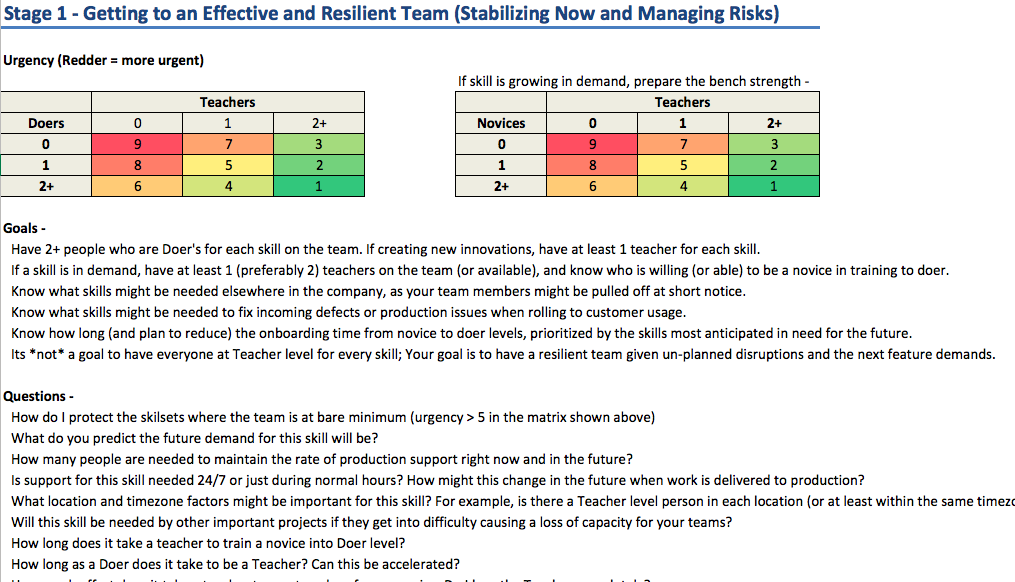 Stage 1 - Getting to an Effective and Resilient Team (Stabilizing Now and Managing Risks)
Urgency (Redder = more urgent)
If skill is growing in demand, prepare the bench strength -
Teachers
Doers 0 1 2+
0 9 7 3
1 8 5 2
2+ 6 4 1
Teachers
Novices 0 1 2+
0 9 7 3
1 8 5 2
2+ 6 4 1
Goals -
Have 2+ people who are Doer's for each skill on the team. If creating new innovations, have at least 1 teacher for each skill.
If a skill is in demand, have at least 1 (preferably 2) teachers on the team (or available), and know who is willing (or able) to be a novice in training to doer.
Know what skills might be needed elsewhere in the company, as your team members might be pulled off at short notice.
Know what skills might be needed to fix incoming defects or production issues when rolling to customer usage.
Know how long (and plan to reduce) the onboarding time from novice to doer levels, prioritized by the skills most anticipated in need for the future.
Its *not* a goal to have everyone at Teacher level for every skill; Your goal is to have a resilient team given un-planned disruptions and the next feature demands.
Questions -
How do I protect the skilsets where the team is at bare minimum (urgency > 5 in the matrix shown above)
What do you predict the future demand for this skill will be?
How many people are needed to maintain the rate of production support right now and in the future?
Is support for this skill needed 24/7 or just during normal hours? How might this change in the future when work is delivered to production?
What location and timezone factors might be important for this skill? For example, is there a Teacher level person in each location (or at least within the same
Will this skill be needed by other important projects if they get into difficulty causing a loss of capacity for your teams?
How long does it take a teacher to train a novice into Doer level?
How long as a Doer does it take to be a Teacher? Can this be accelerated?